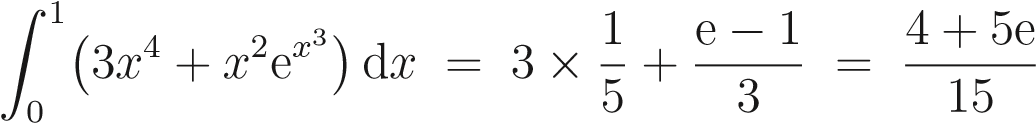 ∫₀¹ (3x⁴ + x²e^{x³}) dx = 3 × 1/5 + (e − 1)/3 = (4 + 5e)/15